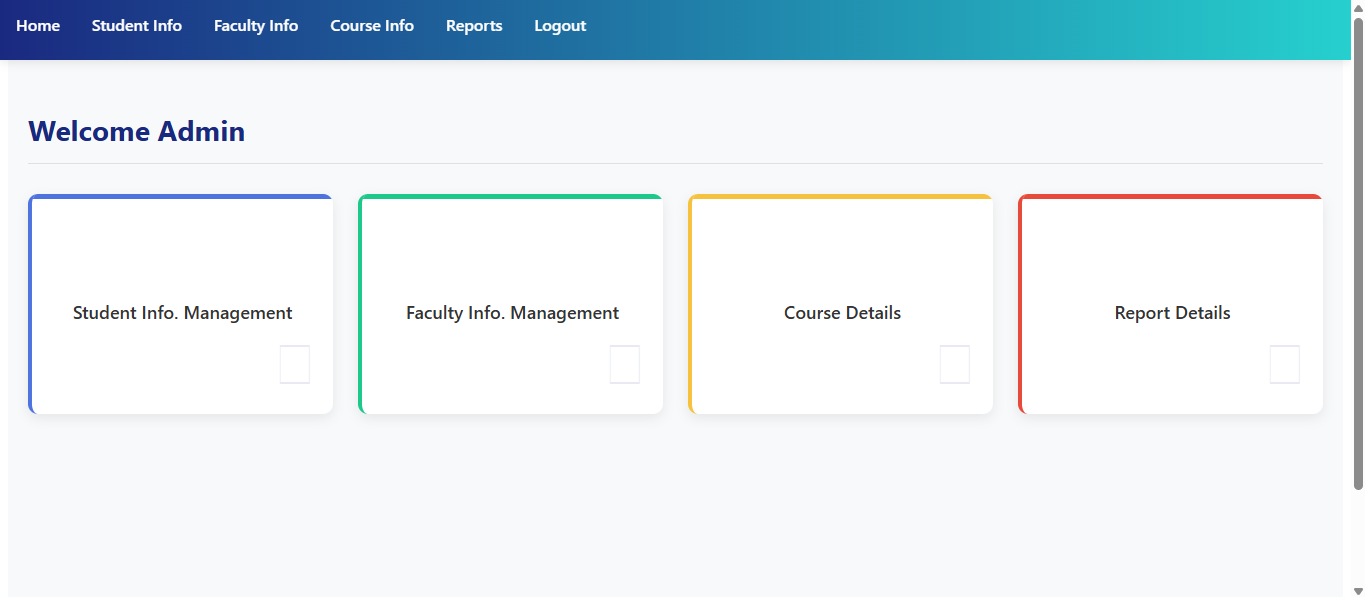 Home Student Info Faculty Info Course Info Reports Logout
Welcome Admin
Student Info. Management
Faculty Info. Management
Course Details
Report Details